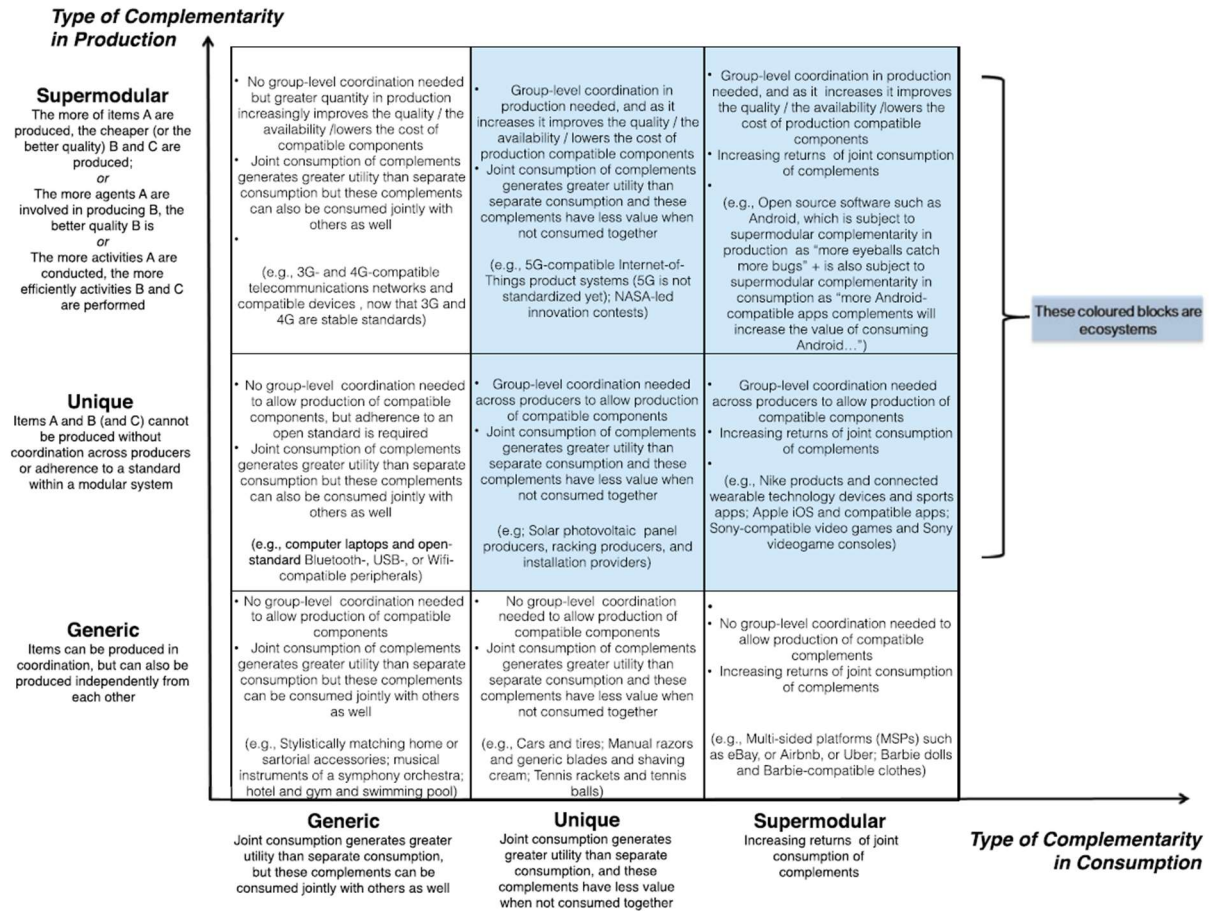 Type of Complementarity
in Production
Supermodular
The more of items A are
produced, the cheaper (or the
better quality) B and C are
produced;
or
The more agents A are
involved in producing B, the
better quality B is
or
The more activities A are
conducted, the more
efficiently activities B and C
are performed
• No group-level coordination needed
but greater quantity in production
increasingly improves the quality / the
availability /lowers the cost of
compatible components
• Joint consumption of complements
generates greater utility than separate
consumption but these complements
can also be consumed jointly with
others as well
•
(e.g., 3G- and 4G-compatible
telecommunications networks and
compatible devices , now that 3G and
4G are stable standards)
• Group-level coordination in
production needed, and as it
increases it improves the quality / the
availability / lowers the cost of
production compatible components
• Joint consumption of complements
generates greater utility than
separate consumption and these
complements have less value when
not consumed together
(e.g., 5G-compatible Internet-of-
Things product systems (5G is not
standardized yet); NASA-led
innovation contests)
• Group-level coordination in production
needed, and as it increases it improves
the quality / the availability /lowers the
cost of production compatible
components
• Increasing returns of joint consumption
of complements
•
(e.g., Open source software such as
Android, which is subject to
supermodular complementarity in
production as “more eyeballs catch
more bugs” + is also subject to
supermodular complementarity in
consumption as “more Android-
compatible apps complements will
increase the value of consuming
Android…”)
These coloured blocks are
ecosystems
Unique
Items A and B (and C) cannot
be produced without
coordination across producers
or adherence to a standard
within a modular system
• No group-level coordination needed
to allow production of compatible
components, but adherence to an
open standard is required
• Joint consumption of complements
generates greater utility than separate
consumption but these complements
can also be consumed jointly with
others as well
(e.g., computer laptops and open-
standard Bluetooth-, USB-, or Wifi-
compatible peripherals)
• Group-level coordination needed
across producers to allow production
of compatible components
• Joint consumption of complements
generates greater utility than
separate consumption and these
complements have less value when
not consumed together
(e.g; Solar photovoltaic panel
producers, racking producers, and
installation providers)
• Group-level coordination needed
across producers to allow production of
compatible components
• Increasing returns of joint consumption
of complements
•
(e.g., Nike products and connected
wearable technology devices and sports
apps; Apple iOS and compatible apps;
Sony-compatible video games and Sony
videogame consoles)
Generic
Items can be produced in
coordination, but can also be
produced independently from
each other
• No group-level coordination needed
to allow production of compatible
components
• Joint consumption of complements
generates greater utility than separate
consumption but these complements
can be consumed jointly with others
as well
(e.g., Stylistically matching home or
sartorial accessories; musical
instruments of a symphony orchestra;
hotel and gym and swimming pool)
• No group-level coordination
needed to allow production of
compatible components
• Joint consumption of complements
generates greater utility than
separate consumption and these
complements have less value when
not consumed together
(e.g., Cars and tires; Manual razors
and generic blades and shaving
cream; Tennis rackets and tennis
balls)
•
• No group-level coordination needed to
allow production of compatible
complements
• Increasing returns of joint consumption
of complements
(e.g., Multi-sided platforms (MSPs) such
as eBay, or Airbnb, or Uber; Barbie dolls
and Barbie-compatible clothes)
Generic
Joint consumption generates greater
utility than separate consumption,
but these complements can be
consumed jointly with others as well
Unique
Joint consumption generates
greater utility than separate
consumption, and these
complements have less value
when not consumed together
Supermodular
Increasing returns of joint
consumption of
complements
Type of Complementarity
in Consumption